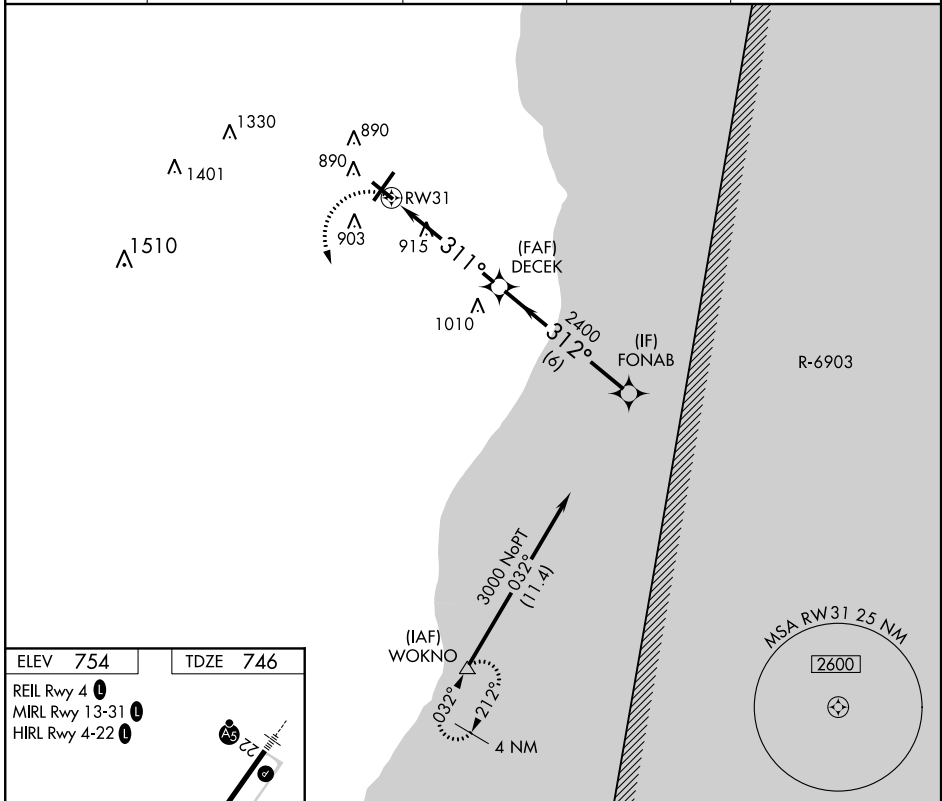 1330
890
890
1401
RW31
903
915
1510
311°
(FAF)
DECEK
1010
2400
312°
(6)
(IF)
FONAB
R-6903
3000 NoPT
032°
(11.4)
(IAF)
WOKNO
032°
212°
4 NM
MSA RW31 25 NM
2600
ELEV 754
TDZE 746
REIL Rwy 4 L
MIRL Rwy 13-31 L
HIRL Rwy 4-22 L
A5
22
P